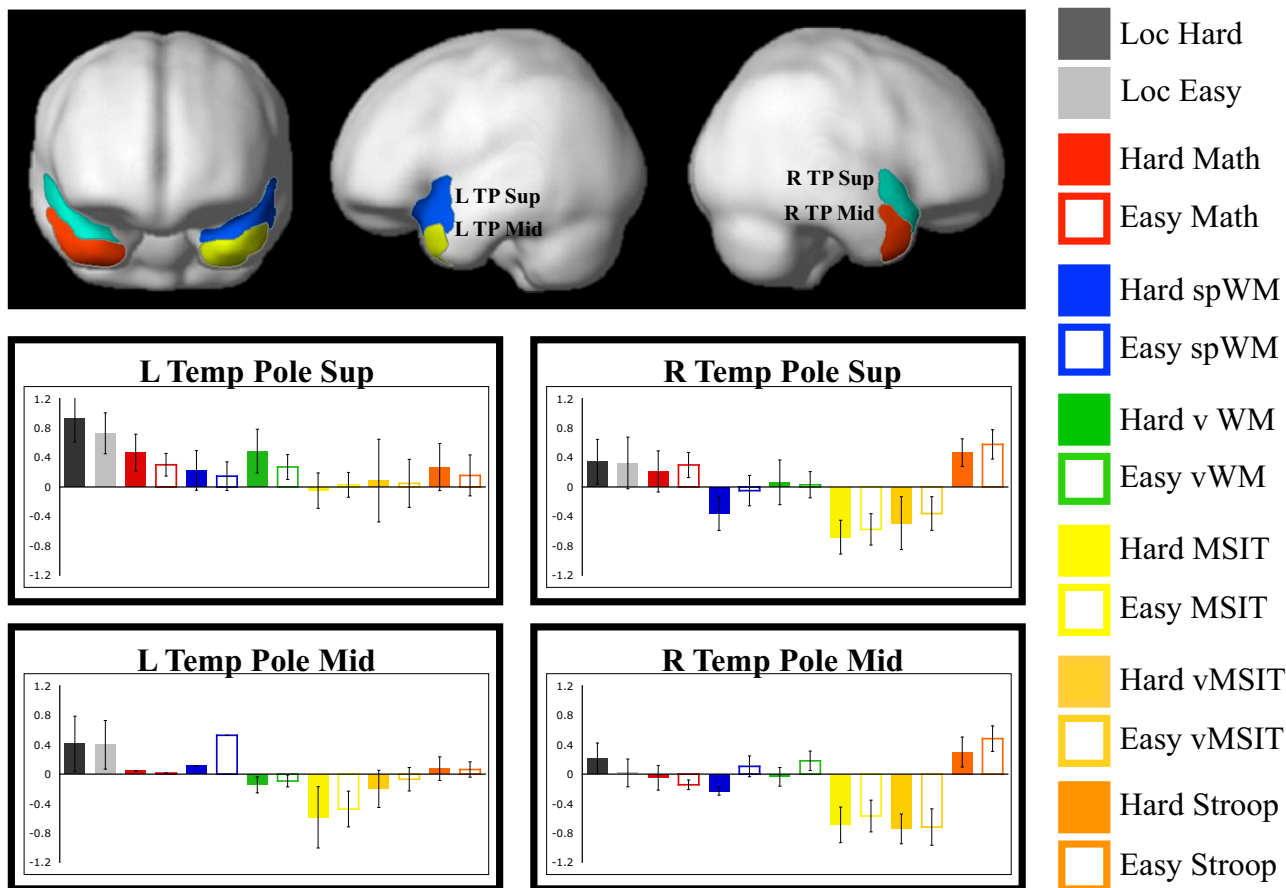 L TP Sup
L TP Mid
R TP Sup
R TP Mid
Loc Hard
Loc Easy
Hard Math
Easy Math
Hard spWM
Easy spWM
Hard v WM
Easy vWM
Hard MSIT
Easy MSIT
Hard vMSIT
Easy vMSIT
Hard Stroop
Easy Stroop
L Temp Pole Sup
1.2
0.8
0.4
0
-0.4
-0.8
-1.2
R Temp Pole Sup
1.2
0.8
0.4
0
-0.4
-0.8
-1.2
L Temp Pole Mid
1.2
0.8
0.4
0
-0.4
-0.8
-1.2
R Temp Pole Mid
1.2
0.8
0.4
0
-0.4
-0.8
-1.2